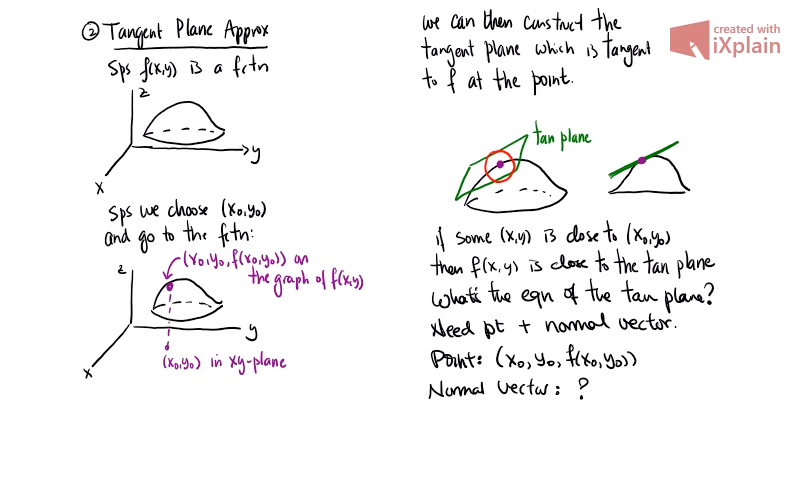 ② Tangent Plane Approx
Sps f(x,y) is a fctn
z
y
x
Sps we choose (x₀,y₀)
and go to the fctn:
(x₀,y₀,f(x₀,y₀)) on
the graph of f(x,y)
z
y
x
(x₀,y₀) in xy-plane
we can then construct the
tangent plane which is tangent
to f at the point.
tan plane
if some (x,y) is close to (x₀,y₀)
then f(x,y) is close to the tan plane
What's the eqn of the tan plane?
Need pt + normal vector.
Point: (x₀,y₀,f(x₀,y₀))
Normal vector: ?
created with
iXplain